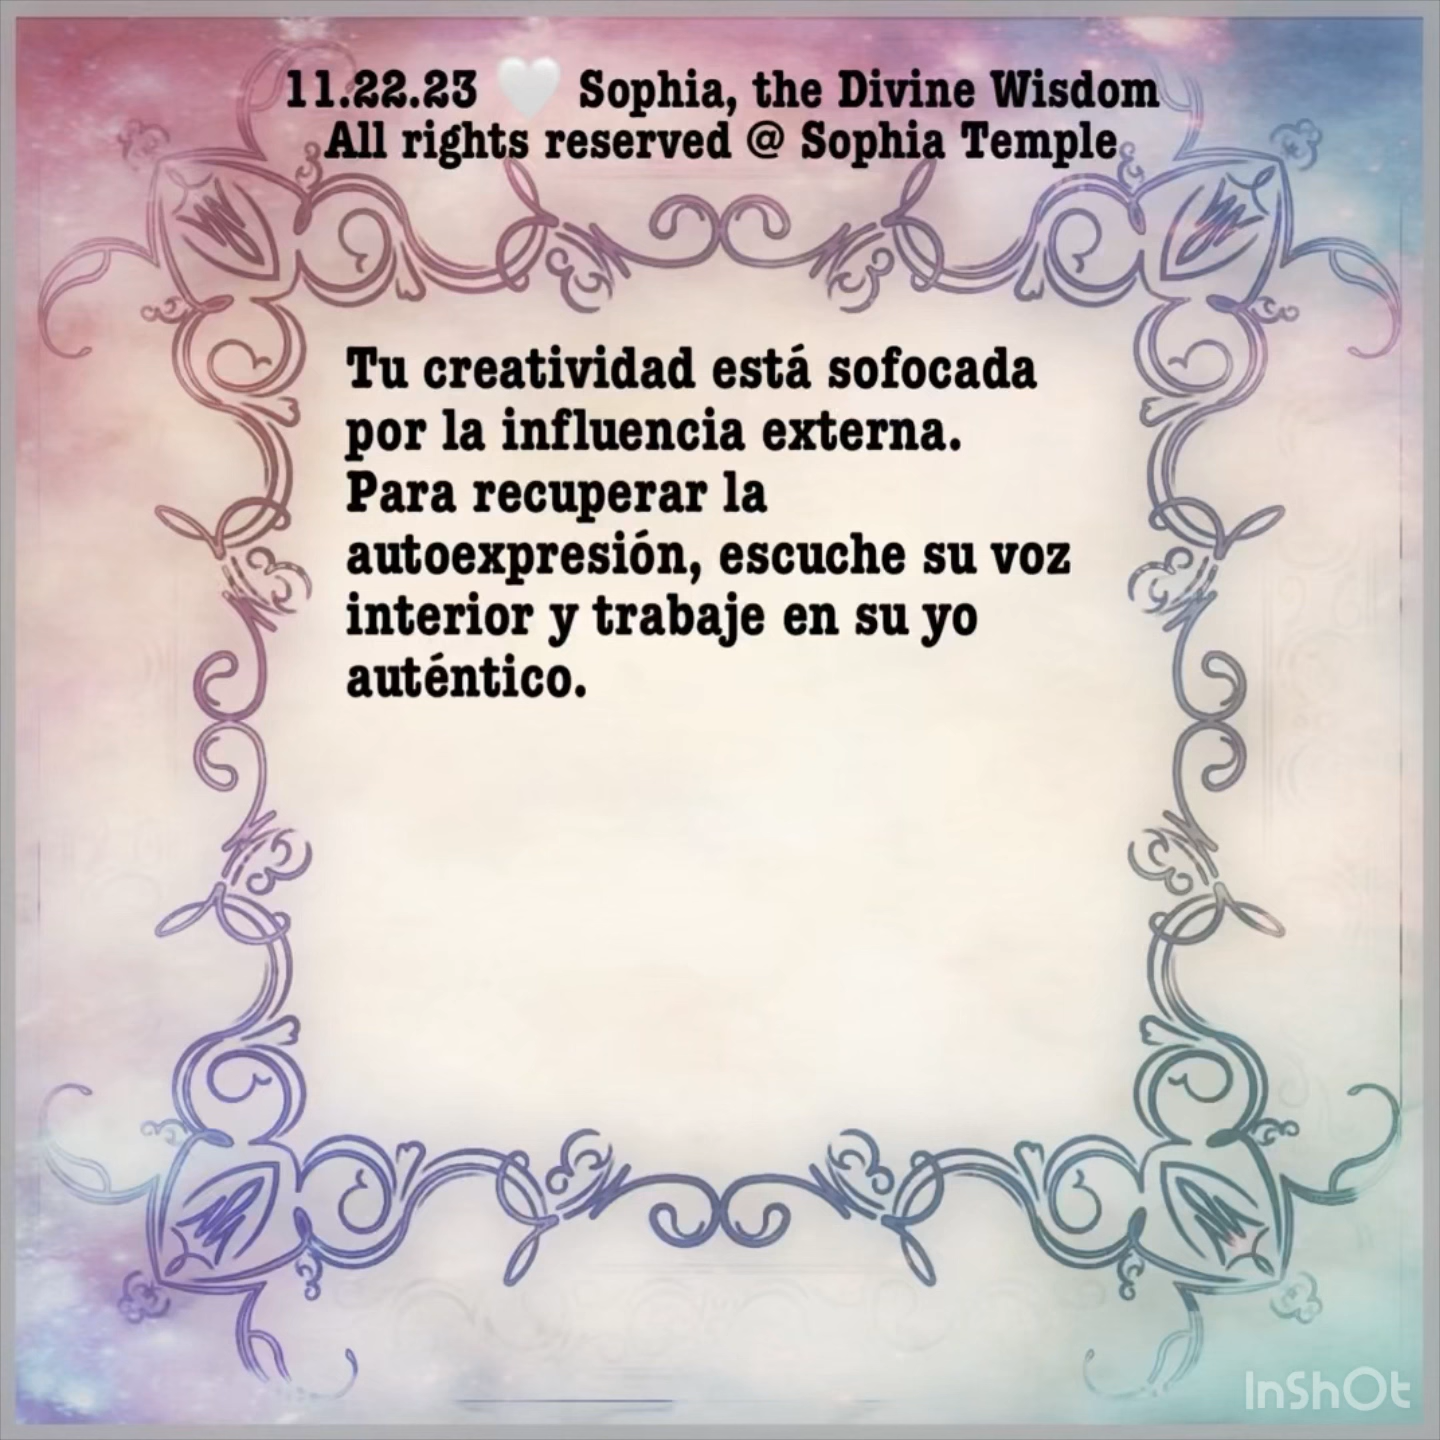 11.22.23 🤍 Sophia, the Divine Wisdom
All rights reserved @ Sophia Temple
Tu creatividad está sofocada
por la influencia externa.
Para recuperar la
autoexpresión, escuche su voz
interior y trabaje en su yo
auténtico.
InShOt